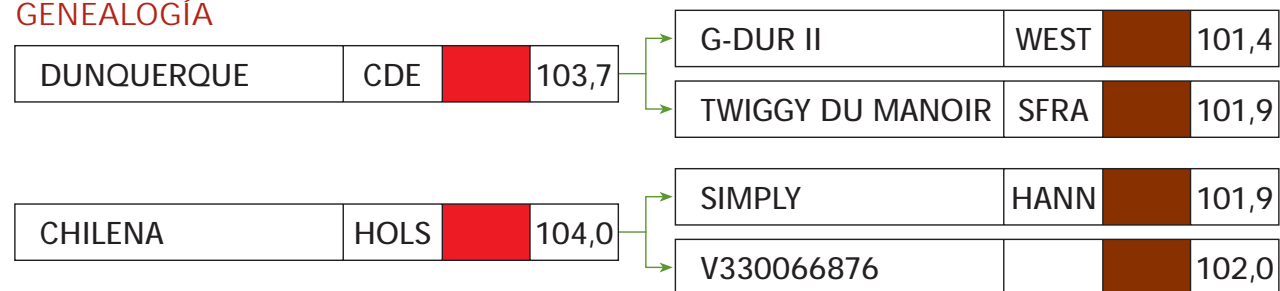 GENEALOGÍA
DUNQUERQUE CDE 103,7
G-DUR II WEST 101,4
TWIGGY DU MANOIR SFRA 101,9
CHILENA HOLS 104,0
SIMPLY HANN 101,9
V330066876 102,0